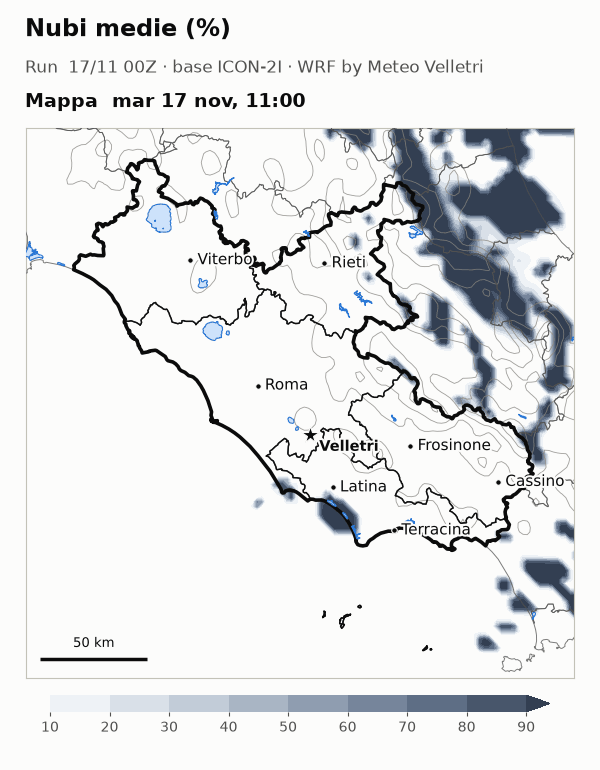 Nubi medie (%)
Run  17/11 00Z · base ICON-2I · WRF by Meteo Velletri
Mappa  mar 17 nov, 11:00
Viterbo
Rieti
Roma
Velletri
Frosinone
Cassino
Latina
Terracina
50 km
10 20 30 40 50 60 70 80 90